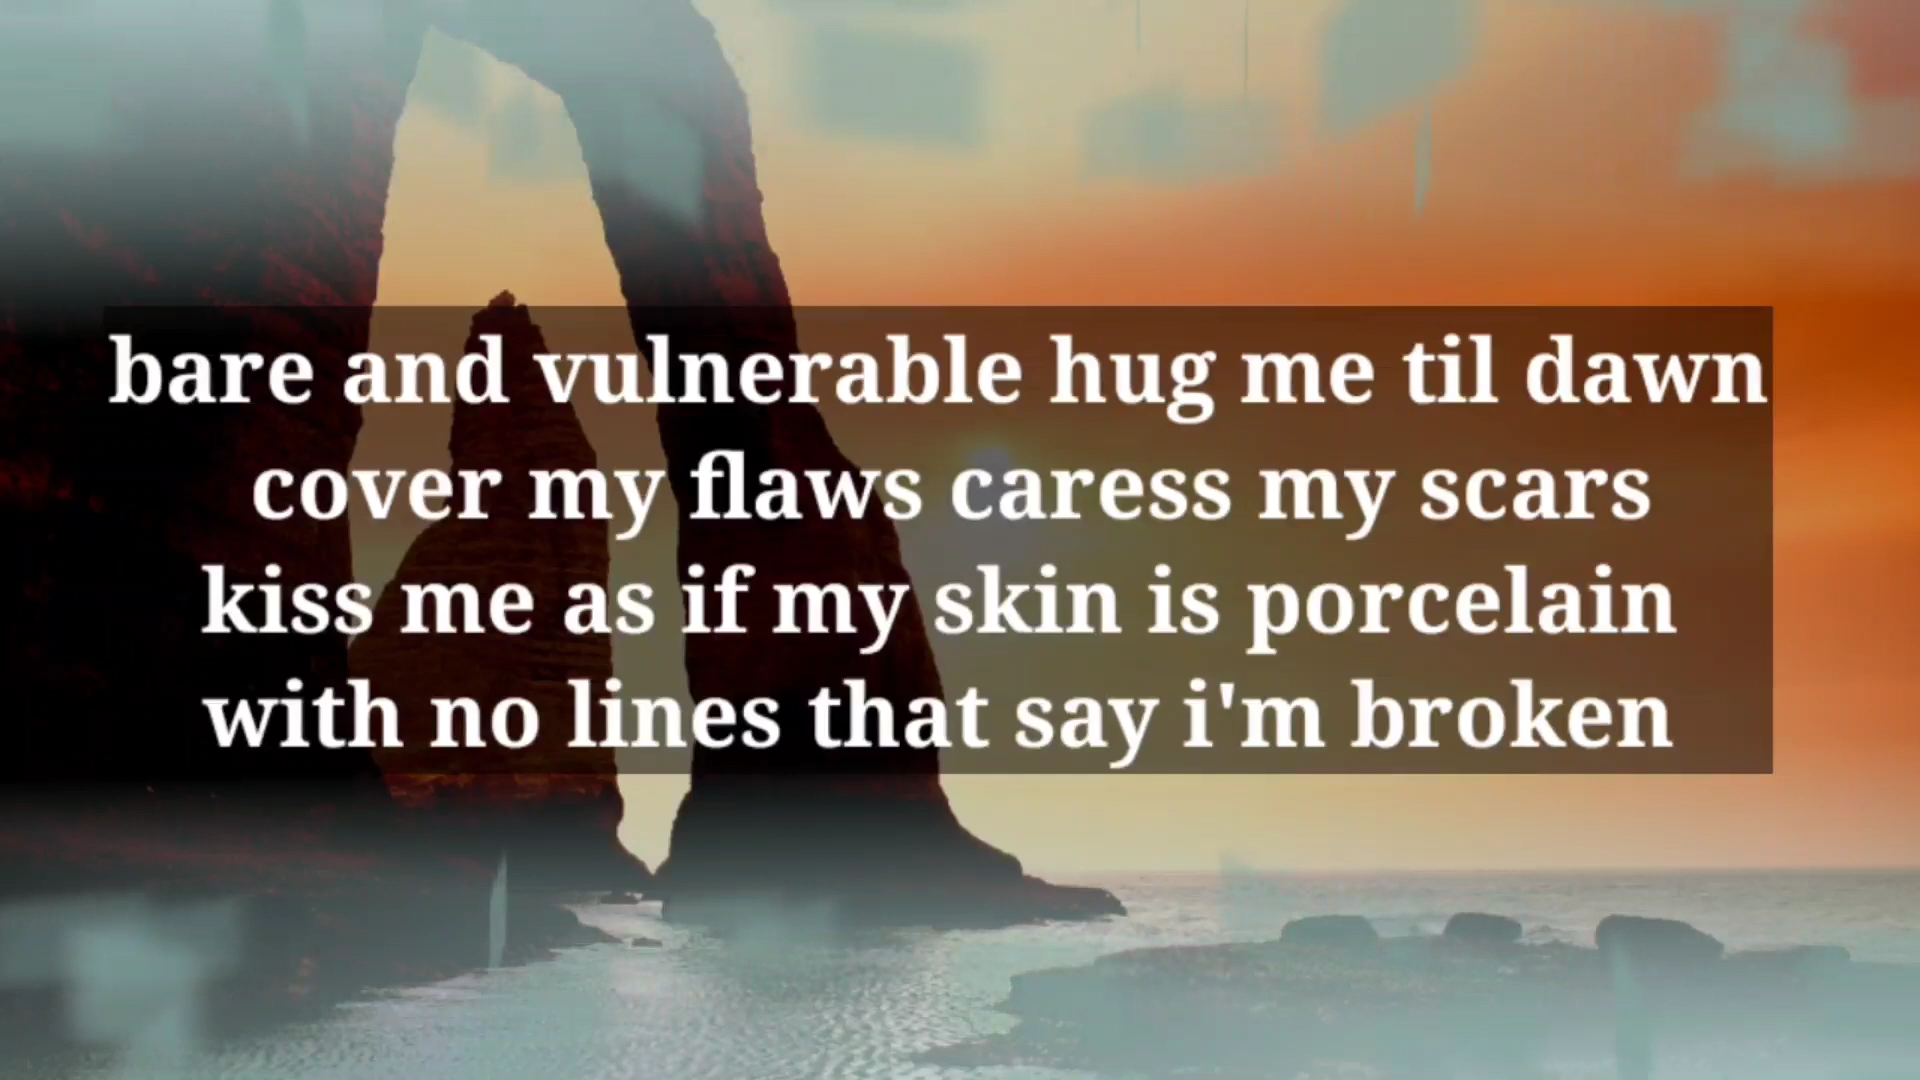 bare and vulnerable hug me til dawn
cover my flaws caress my scars
kiss me as if my skin is porcelain
with no lines that say i'm broken